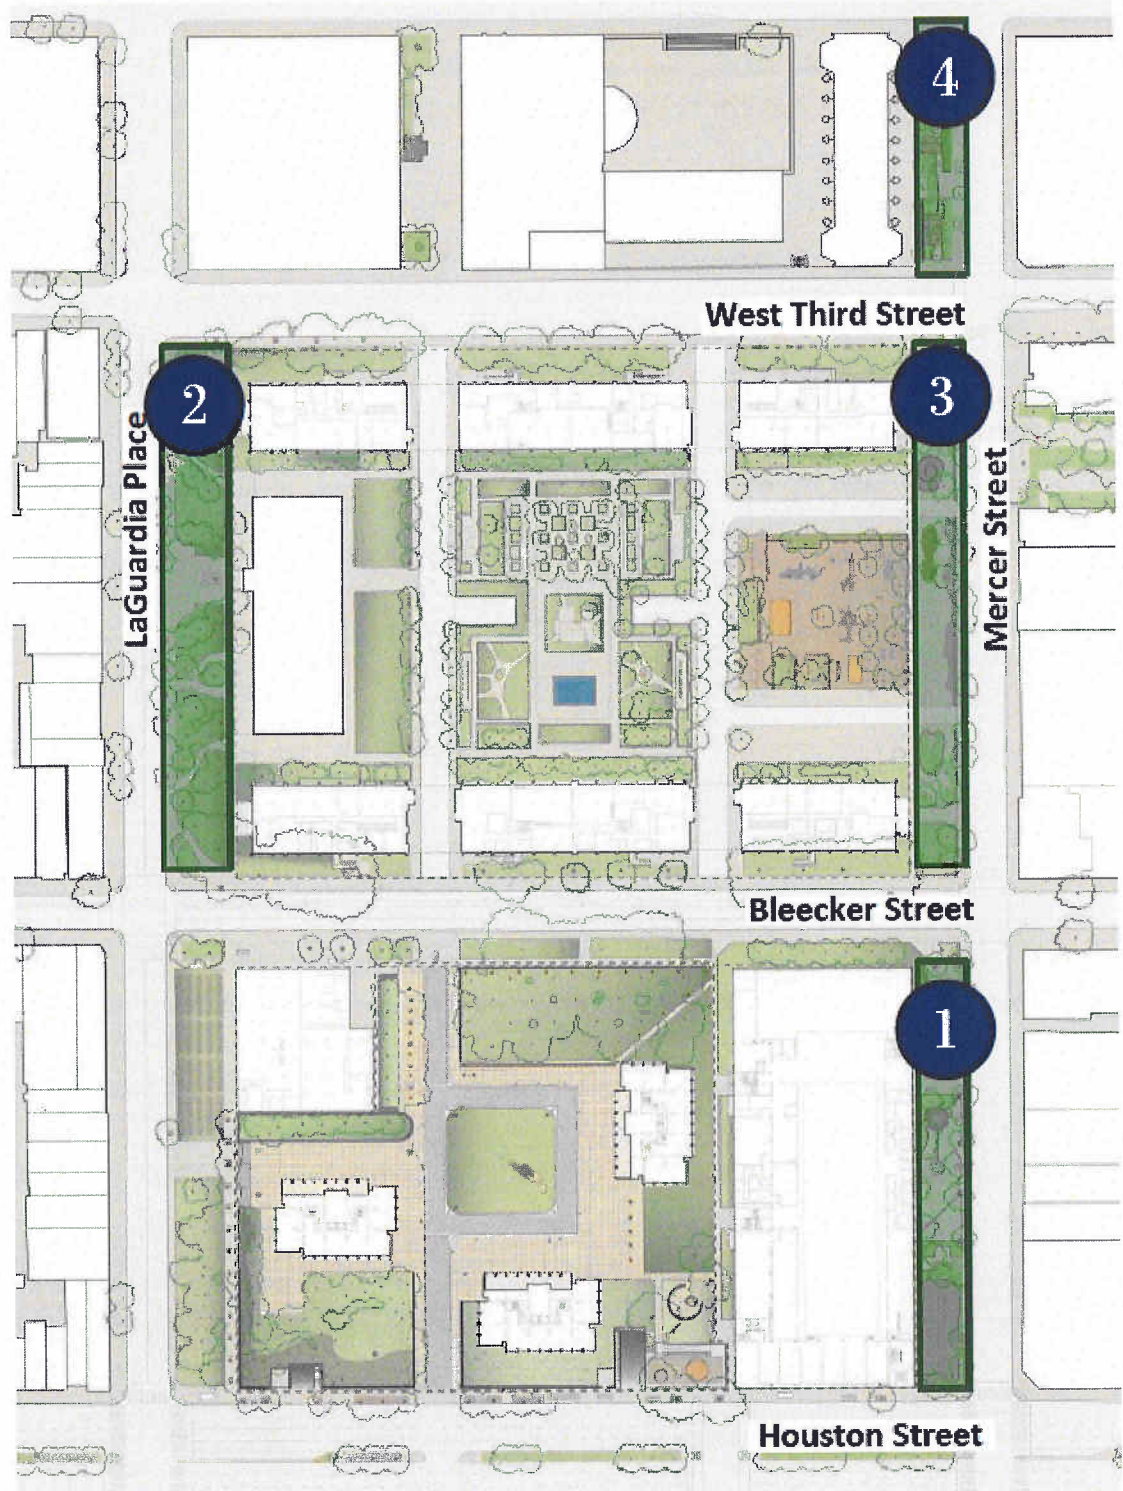 4
West Third Street
2
3
LaGuardia Place
Mercer Street
Bleecker Street
1
Houston Street